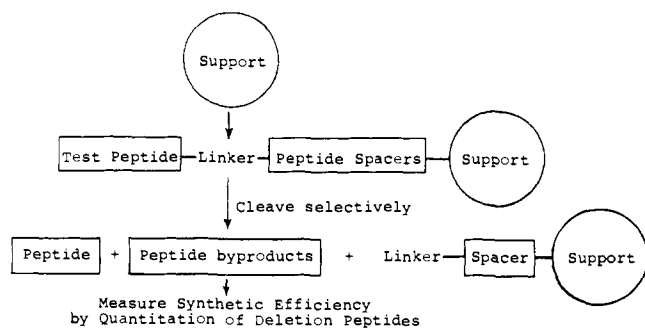 Support
Test Peptide Linker Peptide Spacers Support
Cleave selectively
Peptide + Peptide byproducts + Linker Spacer Support
Measure Synthetic Efficiency
by Quantitation of Deletion Peptides